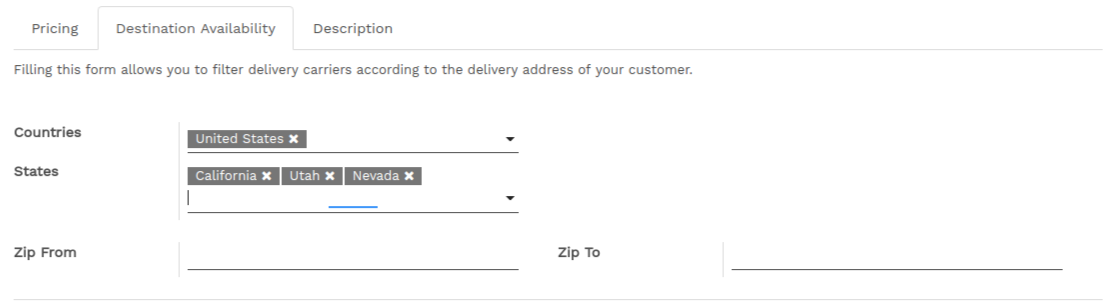 Pricing Destination Availability Description
Filling this form allows you to filter delivery carriers according to the delivery address of your customer.
Countries United States ✖
States California ✖ Utah ✖ Nevada ✖
Zip From Zip To